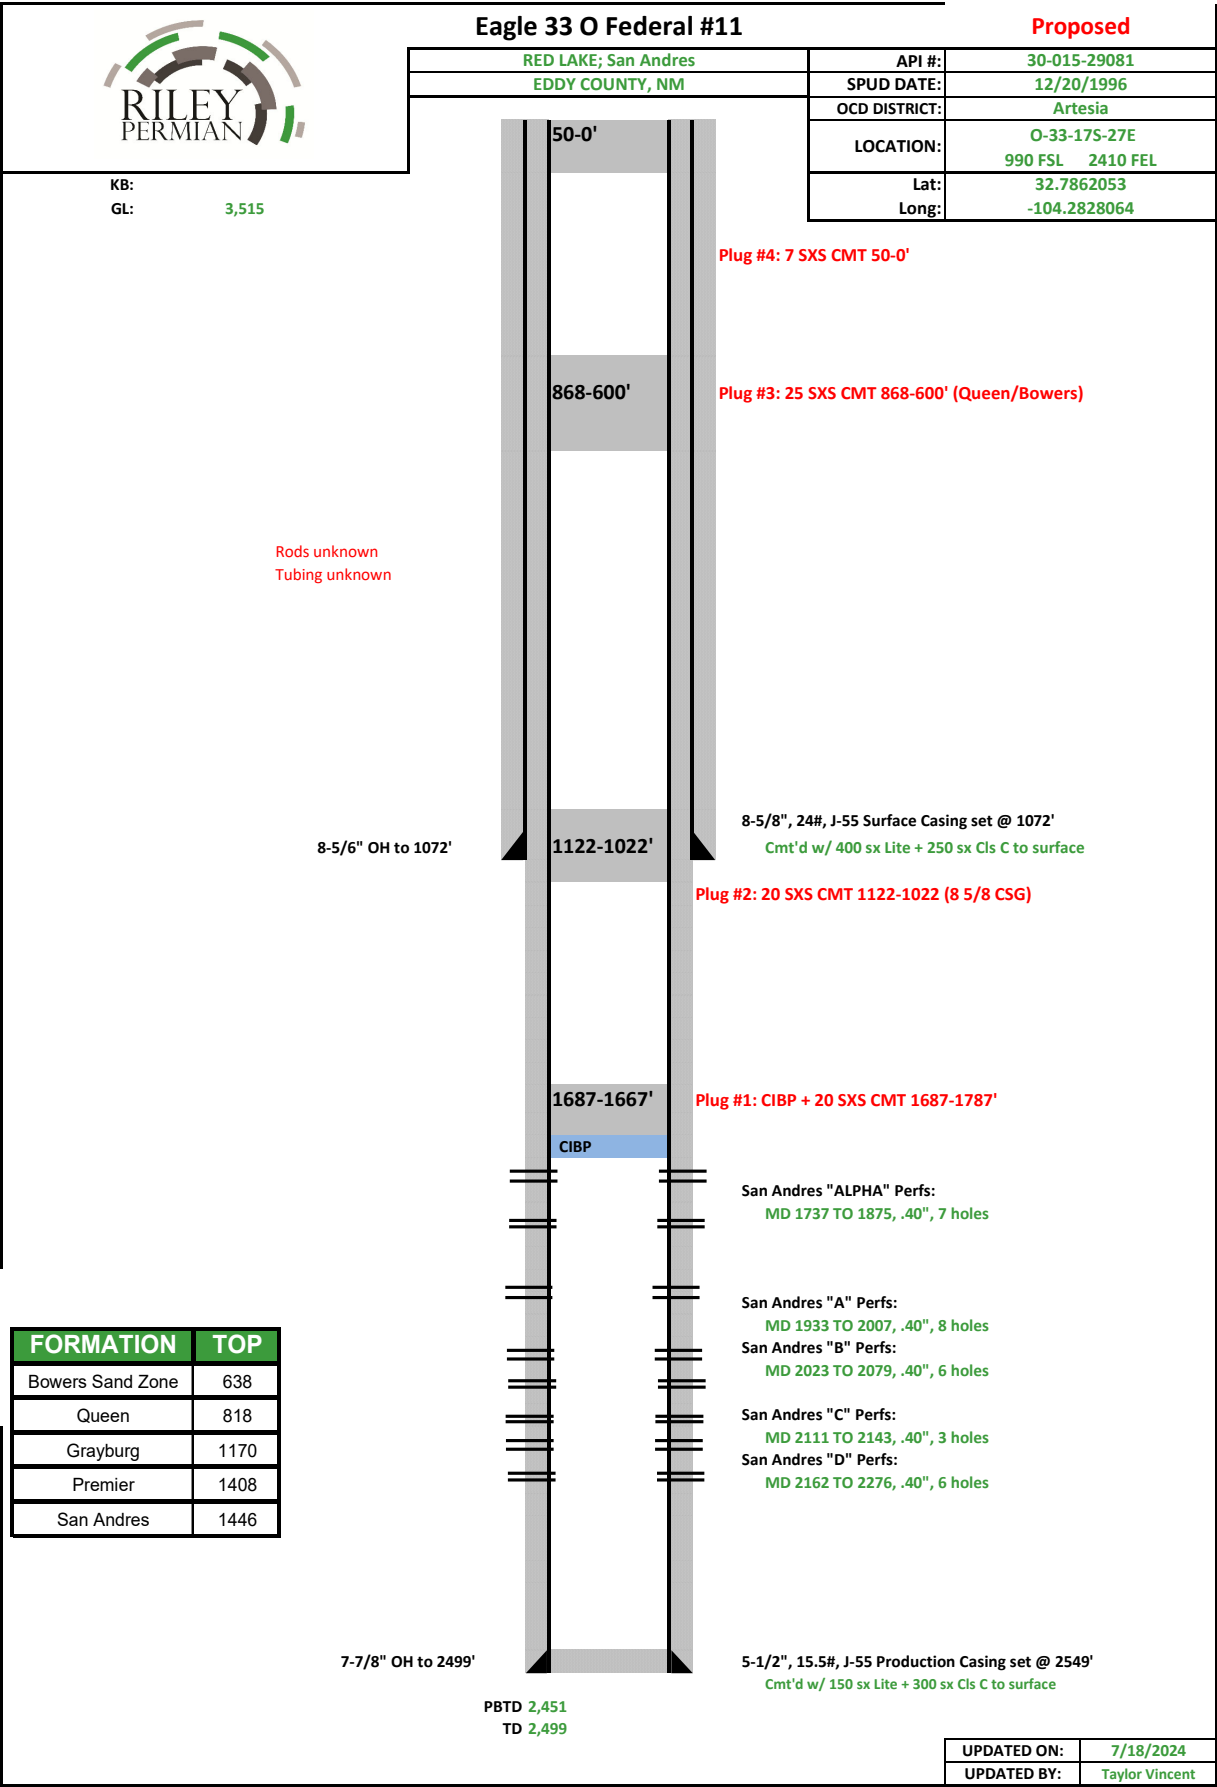 Eagle 33 O Federal #11
Proposed
RILEY
PERMIAN
RED LAKE; San Andres
EDDY COUNTY, NM
API #: 30-015-29081
SPUD DATE: 12/20/1996
OCD DISTRICT: Artesia
LOCATION: O-33-17S-27E
990 FSL 2410 FEL
Lat: 32.7862053
Long: -104.2828064
KB:
GL: 3,515
50-0'
Plug #4: 7 SXS CMT 50-0'
868-600'
Plug #3: 25 SXS CMT 868-600' (Queen/Bowers)
Rods unknown
Tubing unknown
8-5/8", 24#, J-55 Surface Casing set @ 1072'
Cmt'd w/ 400 sx Lite + 250 sx Cls C to surface
8-5/6" OH to 1072'
1122-1022'
Plug #2: 20 SXS CMT 1122-1022 (8 5/8 CSG)
1687-1667'
Plug #1: CIBP + 20 SXS CMT 1687-1787'
CIBP
San Andres "ALPHA" Perfs:
MD 1737 TO 1875, .40", 7 holes
San Andres "A" Perfs:
MD 1933 TO 2007, .40", 8 holes
San Andres "B" Perfs:
MD 2023 TO 2079, .40", 6 holes
San Andres "C" Perfs:
MD 2111 TO 2143, .40", 3 holes
San Andres "D" Perfs:
MD 2162 TO 2276, .40", 6 holes
FORMATION TOP
Bowers Sand Zone 638
Queen 818
Grayburg 1170
Premier 1408
San Andres 1446
7-7/8" OH to 2499'
5-1/2", 15.5#, J-55 Production Casing set @ 2549'
Cmt'd w/ 150 sx Lite + 300 sx Cls C to surface
PBTD 2,451
TD 2,499
UPDATED ON: 7/18/2024
UPDATED BY: Taylor Vincent